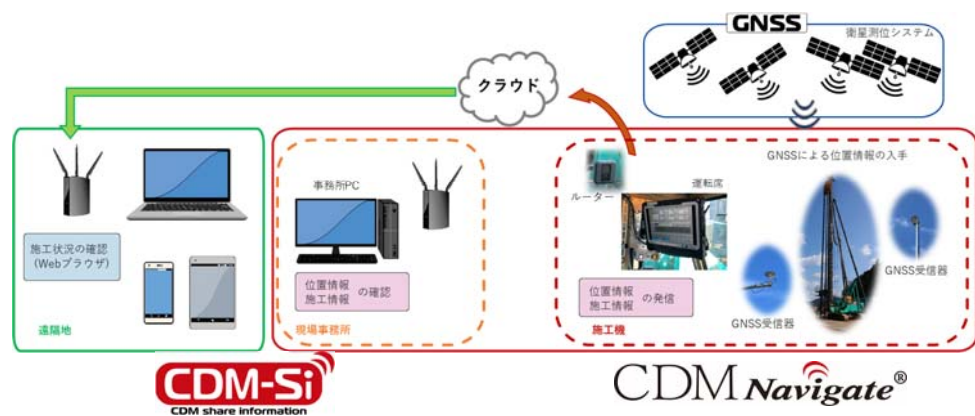 GNSS
衛星測位システム
クラウド
GNSSによる位置情報の入手
事務所PC
ルーター
運転席
施工状況の確認
(Webブラウザ)
位置情報
施工情報 の確認
位置情報
施工情報 の発信
GNSS受信器
GNSS受信器
遠隔地
現場事務所
施工機
CDM-Si
CDM share information
CDM Navigate®